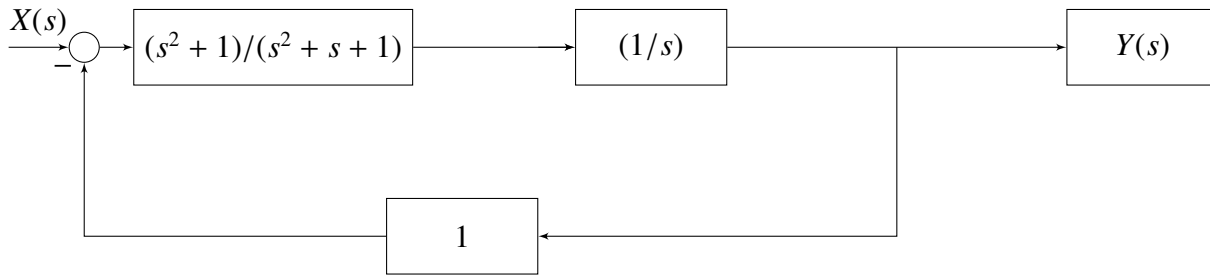 X(s)
−
(s² + 1)/(s² + s + 1)
(1/s)
Y(s)
1